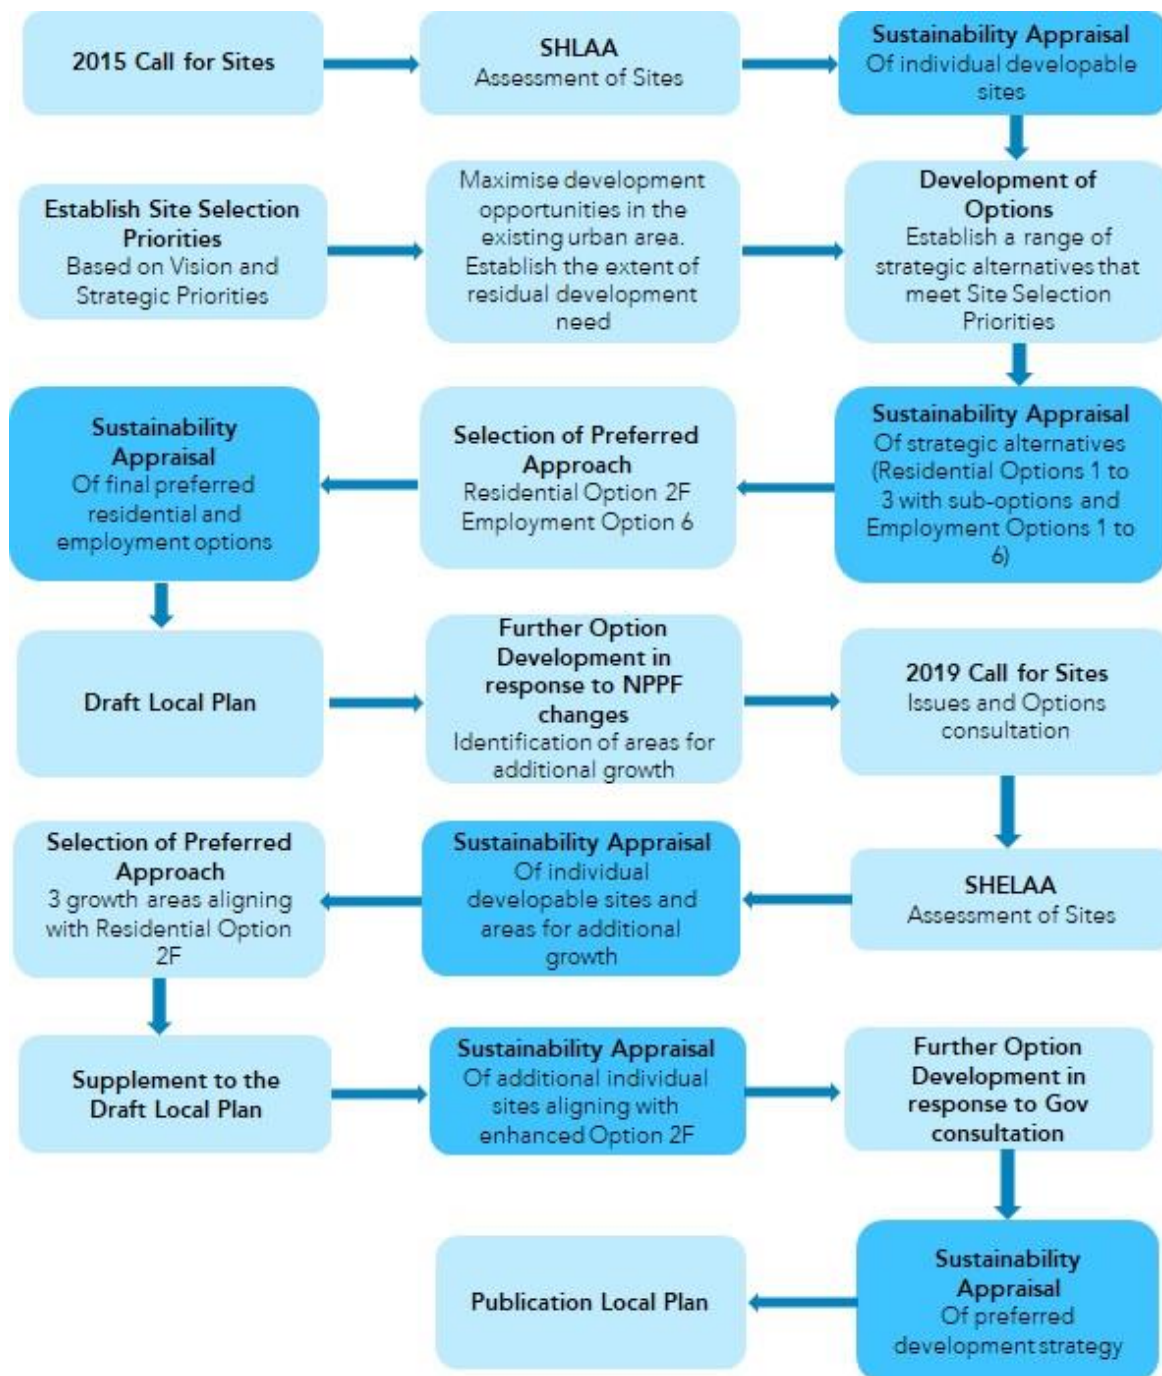 2015 Call for Sites
SHLAA
Assessment of Sites
Sustainability Appraisal
Of individual developable
sites
Establish Site Selection
Priorities
Based on Vision and
Strategic Priorities
Maximise development
opportunities in the
existing urban area.
Establish the extent of
residual development
need
Development of
Options
Establish a range of
strategic alternatives that
meet Site Selection
Priorities
Sustainability
Appraisal
Of final preferred
residential and
employment options
Selection of Preferred
Approach
Residential Option 2F
Employment Option 6
Sustainability Appraisal
Of strategic alternatives
(Residential Options 1 to
3 with sub-options and
Employment Options 1 to
6)
Draft Local Plan
Further Option
Development in
response to NPPF
changes
Identification of areas for
additional growth
2019 Call for Sites
Issues and Options
consultation
Selection of Preferred
Approach
3 growth areas aligning
with Residential Option
2F
Sustainability Appraisal
Of individual
developable sites and
areas for additional
growth
SHELAA
Assessment of Sites
Supplement to the
Draft Local Plan
Sustainability Appraisal
Of additional individual
sites aligning with
enhanced Option 2F
Further Option
Development in
response to Gov
consultation
Publication Local Plan
Sustainability
Appraisal
Of preferred
development strategy